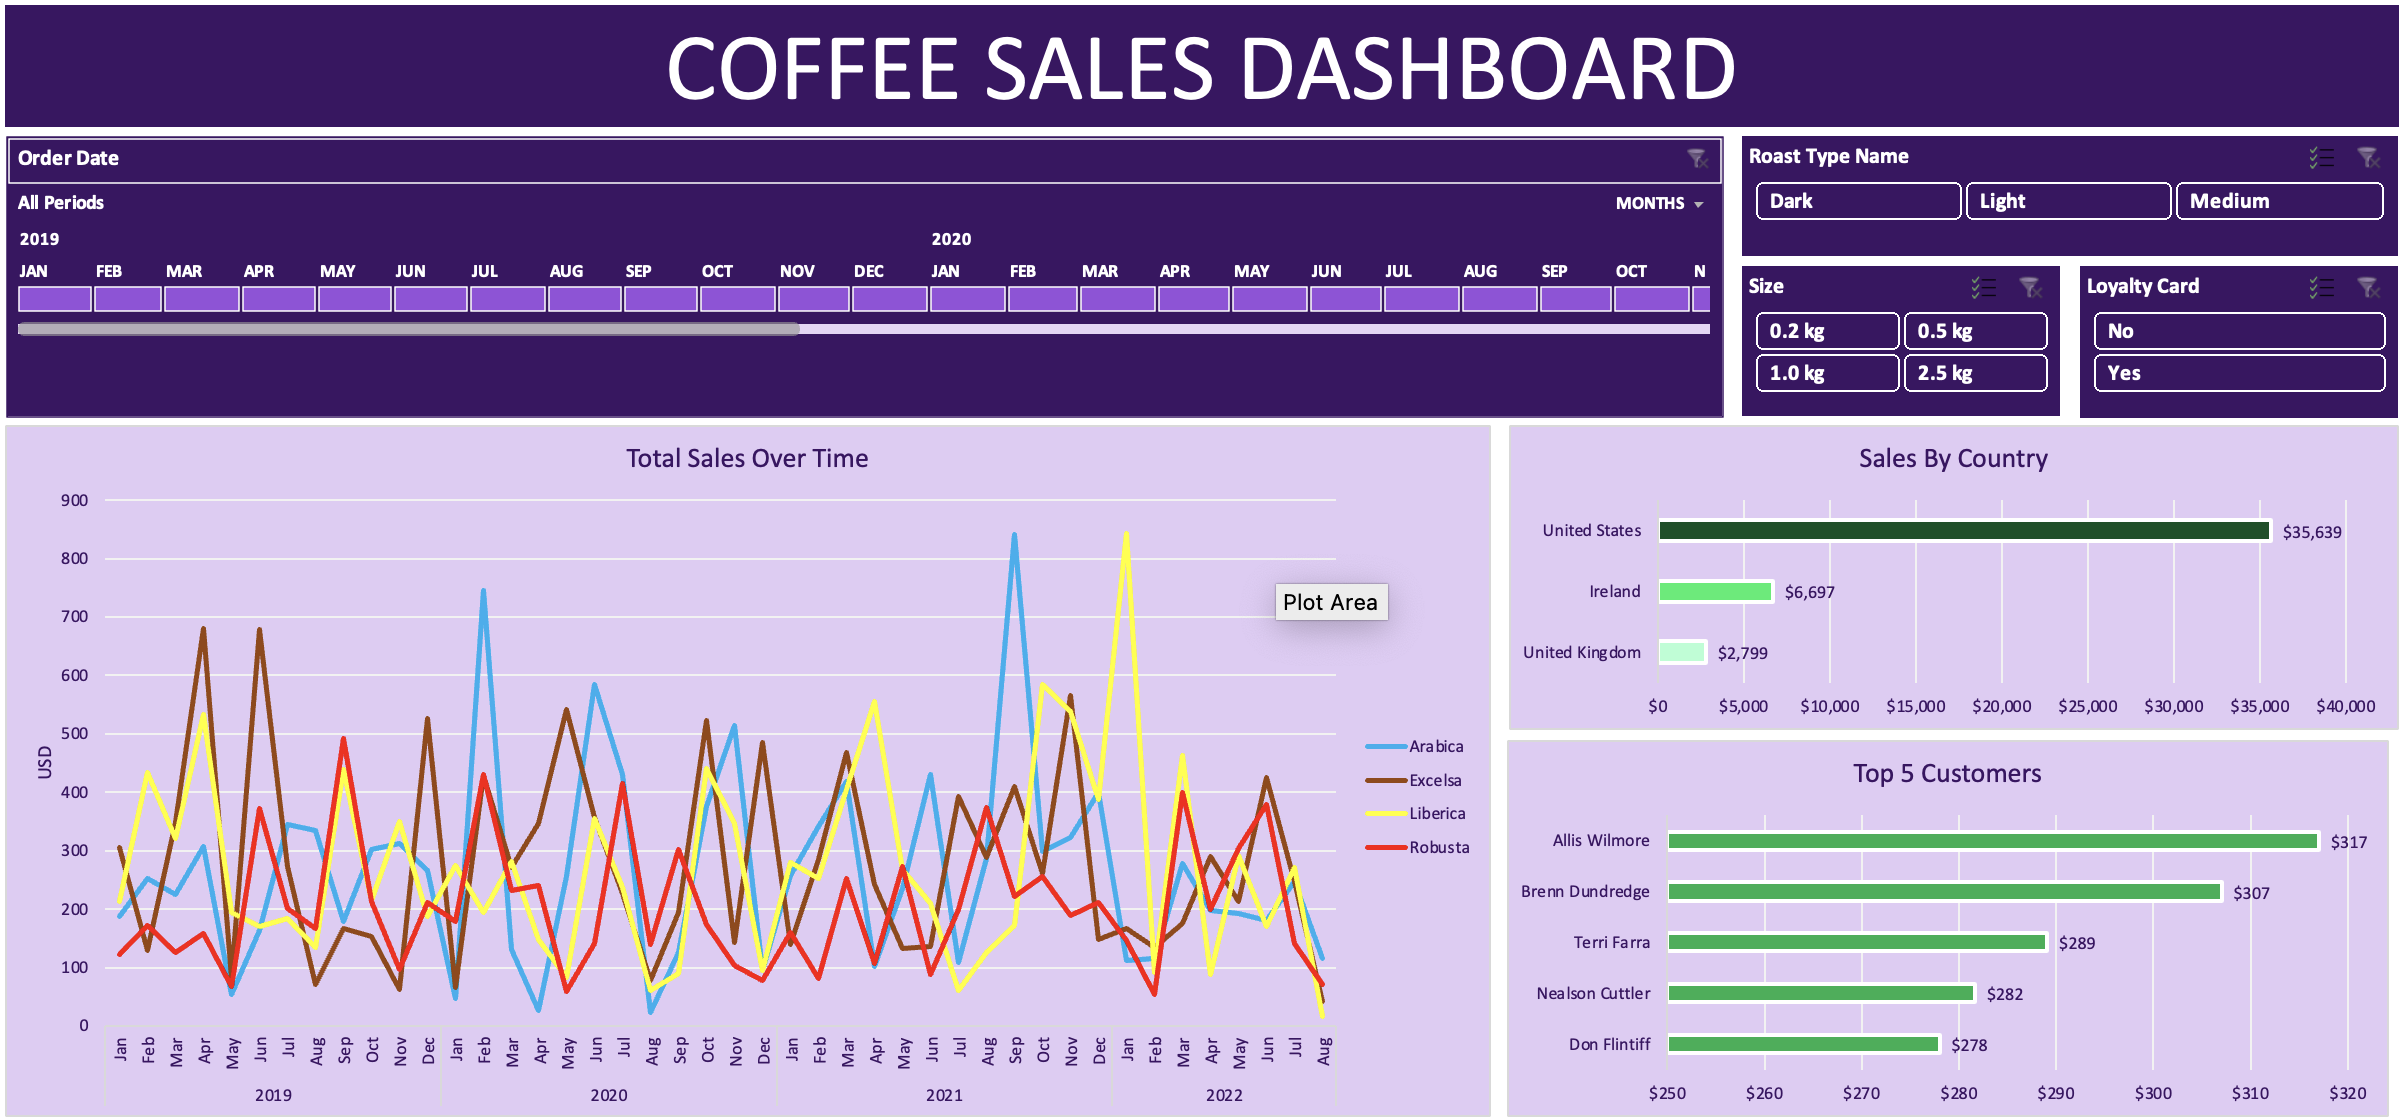 COFFEE SALES DASHBOARD
Order Date
All Periods
MONTHS
2019 2020
JAN FEB MAR APR MAY JUN JUL AUG SEP OCT NOV DEC JAN FEB MAR APR MAY JUN JUL AUG SEP OCT N
Roast Type Name
Dark Light Medium
Size
0.2 kg 0.5 kg
1.0 kg 2.5 kg
Loyalty Card
No
Yes
Total Sales Over Time
900
800
700
600
500
400
300
200
100
0
USD
Plot Area
Arabica
Excelsa
Liberica
Robusta
Jan Feb Mar Apr May Jun Jul Aug Sep Oct Nov Dec Jan Feb Mar Apr May Jun Jul Aug Sep Oct Nov Dec Jan Feb Mar Apr May Jun Jul Aug Sep Oct Nov Dec Jan Feb Mar Apr May Jun Jul Aug
2019 2020 2021 2022
Sales By Country
United States $35,639
Ireland $6,697
United Kingdom $2,799
$0 $5,000 $10,000 $15,000 $20,000 $25,000 $30,000 $35,000 $40,000
Top 5 Customers
Allis Wilmore $317
Brenn Dundredge $307
Terri Farra $289
Nealson Cuttler $282
Don Flintiff $278
$250 $260 $270 $280 $290 $300 $310 $320